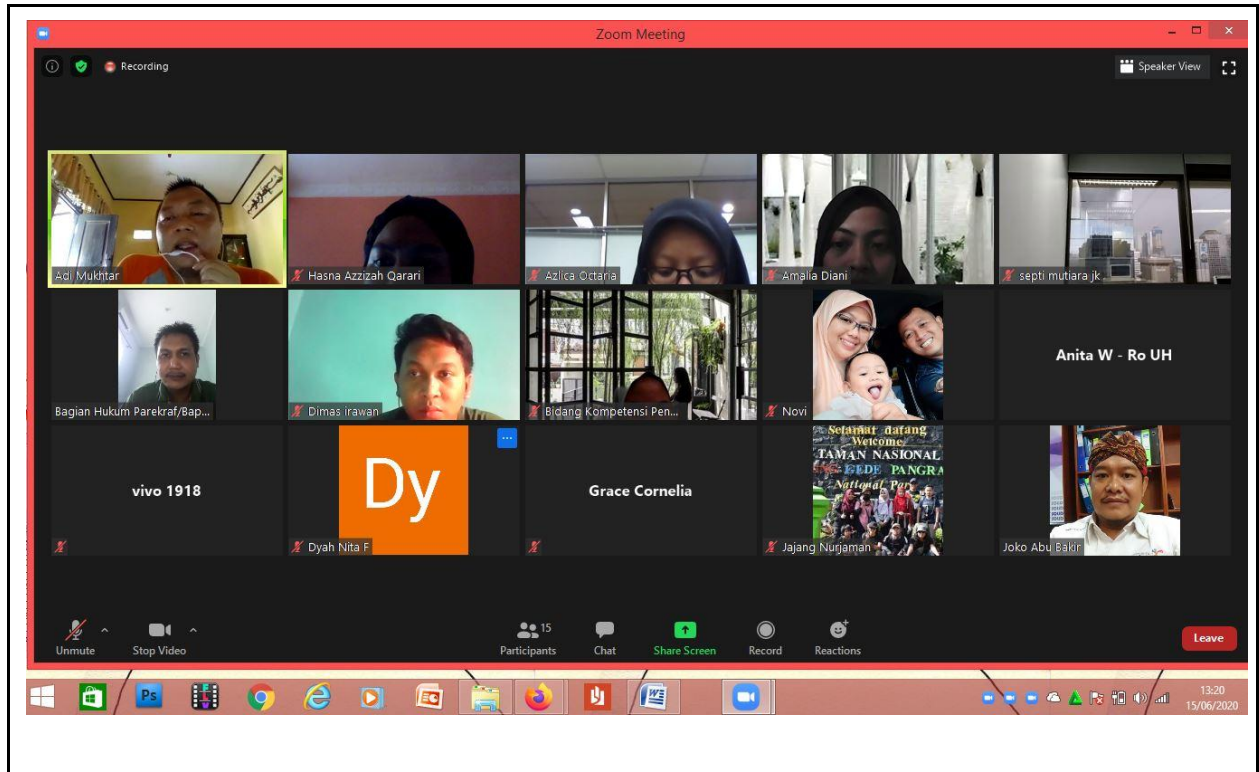 Zoom Meeting
Recording
Speaker View
Adi Mukhtar
Hasna Azzizah Qarari
Azlica Octaria
Amalia Diani
septi mutiara jk
Bagian Hukum Parekraf/Bap...
Dimas irawan
Bidang Kompetensi Pen...
Novi
Anita W - Ro UH
vivo 1918
Dy
Dyah Nita F
Grace Cornelia
Selamat datang
Welcome
TAMAN NASIONAL
GEDE PANGRA
National Park
Jajang Nurjaman
Joko Abu Bakir
Unmute
Stop Video
15
Participants
Chat
Share Screen
Record
Reactions
Leave
Ps
13:20
15/06/2020